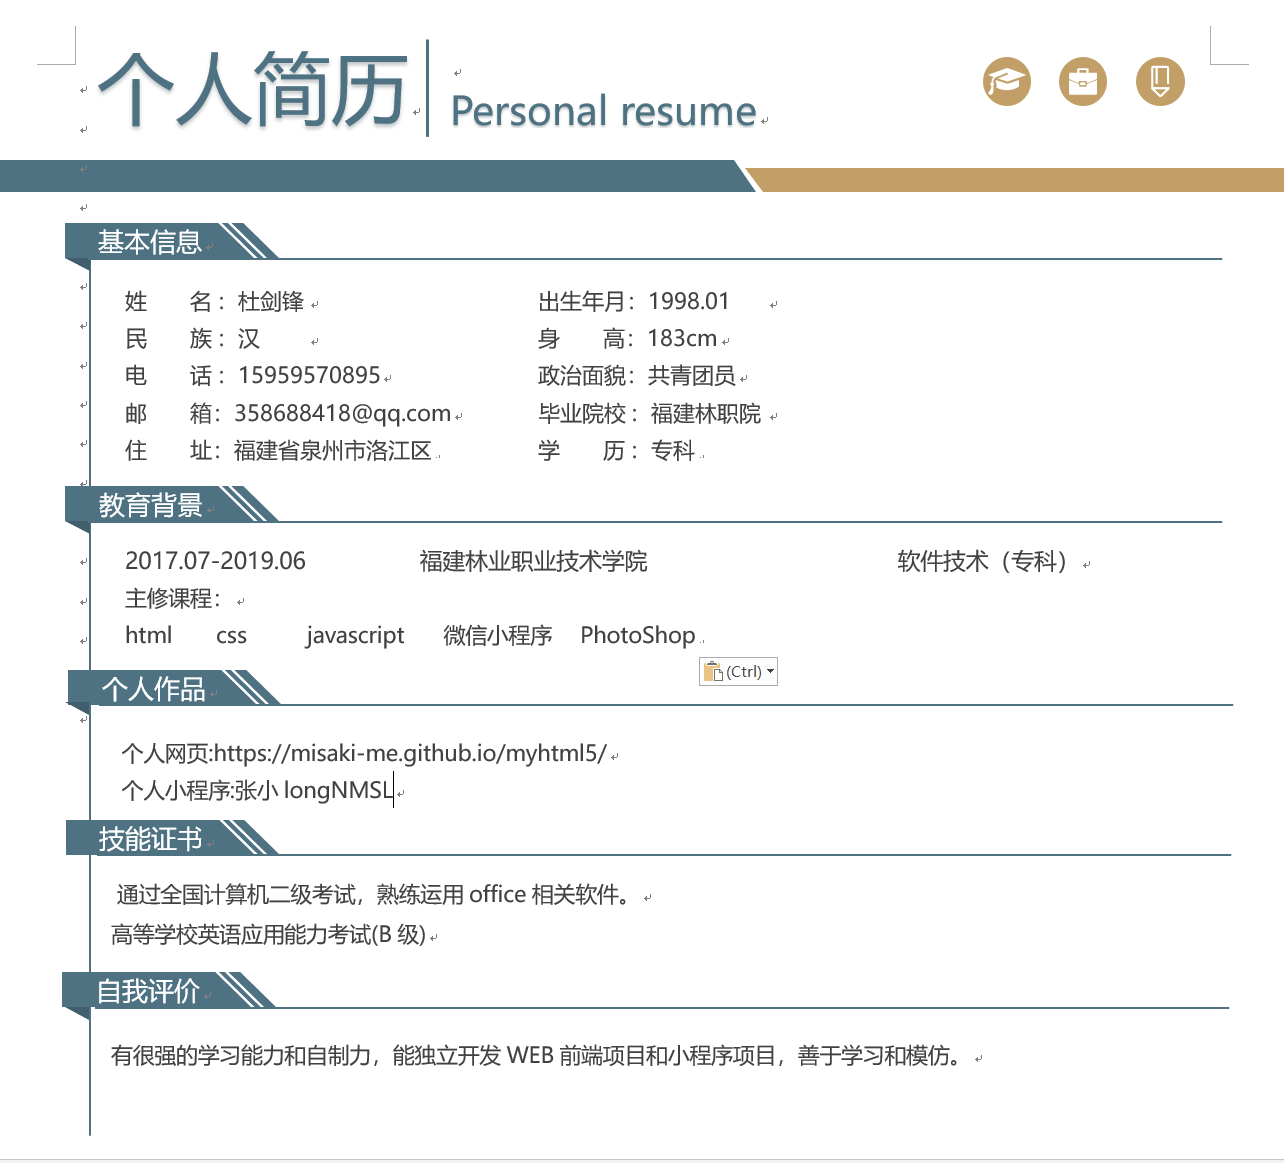 个人简历
Personal resume
基本信息
姓 名： 杜剑锋 出生年月：1998.01
民 族： 汉 身 高：183cm
电 话： 15959570895 政治面貌：共青团员
邮 箱：358688418@qq.com 毕业院校：福建林职院
住 址：福建省泉州市洛江区 学 历：专科
教育背景
2017.07-2019.06 福建林业职业技术学院 软件技术（专科）
主修课程：
html css javascript 微信小程序 PhotoShop
(Ctrl)
个人作品
个人网页:https://misaki-me.github.io/myhtml5/
个人小程序:张小 longNMSL
技能证书
通过全国计算机二级考试，熟练运用 office 相关软件。
高等学校英语应用能力考试(B 级)
自我评价
有很强的学习能力和自制力，能独立开发 WEB 前端项目和小程序项目，善于学习和模仿。